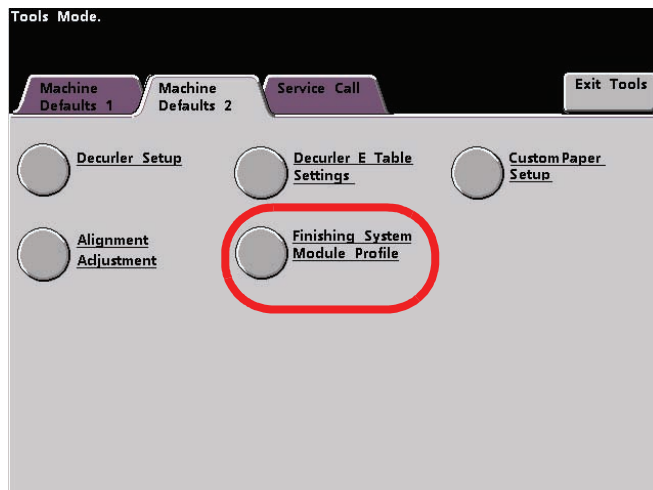 Tools Mode.
Machine
Defaults 1
Machine
Defaults 2
Service Call
Exit Tools
Decurler Setup
Decurler E Table
Settings
Custom Paper
Setup
Alignment
Adjustment
Finishing System
Module Profile